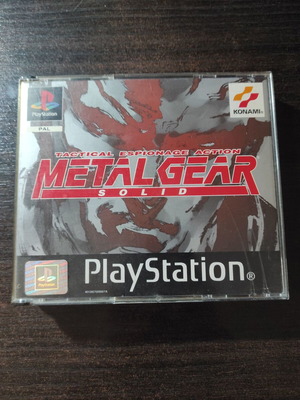 PlayStation
PAL
KONAMI
TACTICAL ESPIONAGE ACTION
METAL GEAR
SOLID
PlayStation®